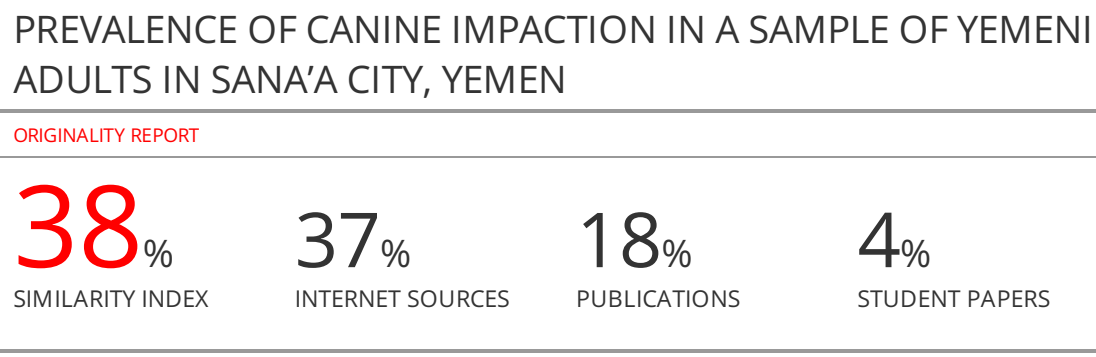 PREVALENCE OF CANINE IMPACTION IN A SAMPLE OF YEMENI
ADULTS IN SANA’A CITY, YEMEN
ORIGINALITY REPORT
38% 37% 18% 4%
SIMILARITY INDEX INTERNET SOURCES PUBLICATIONS STUDENT PAPERS